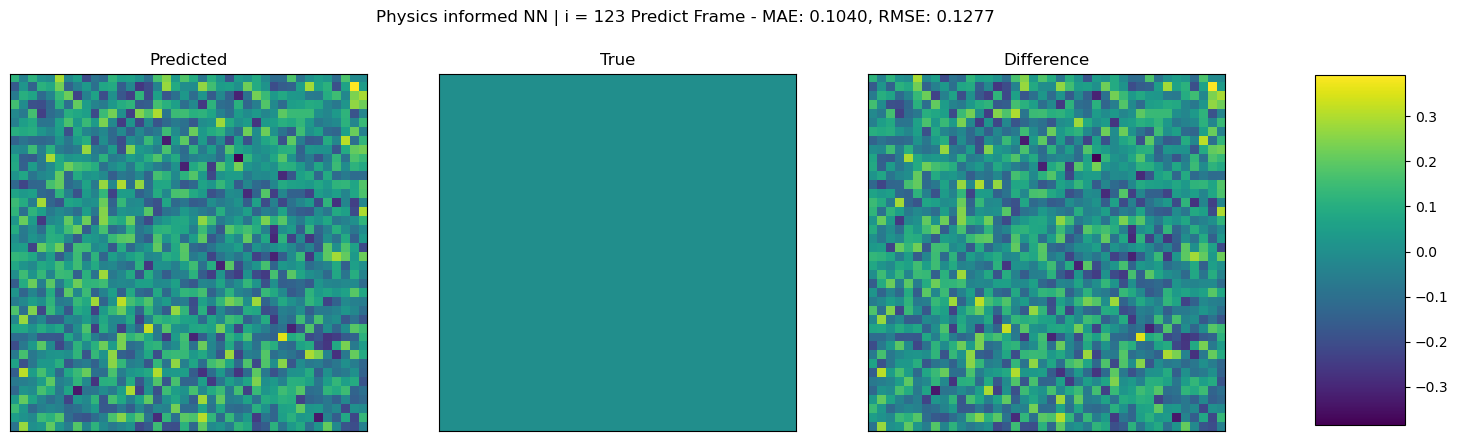 Physics informed NN | i = 123 Predict Frame - MAE: 0.1040, RMSE: 0.1277
Predicted
True
Difference
0.3
0.2
0.1
0.0
−0.1
−0.2
−0.3